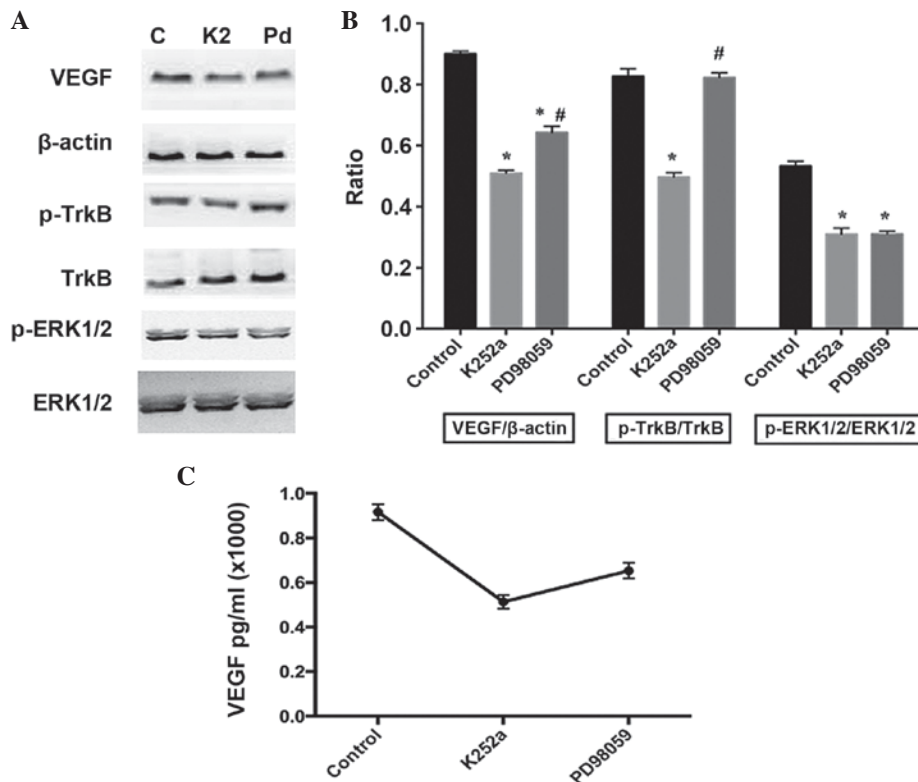 A
C K2 Pd
VEGF
β-actin
p-TrkB
TrkB
p-ERK1/2
ERK1/2
B
Ratio
1.0
0.8
0.6
0.4
0.2
0.0
*
* #
*
#
*
*
Control
K252a
PD98059
Control
K252a
PD98059
Control
K252a
PD98059
VEGF/β-actin
p-TrkB/TrkB
p-ERK1/2/ERK1/2
C
VEGF pg/ml (x1000)
1.0
0.8
0.6
0.4
0.2
0.0
Control
K252a
PD98059